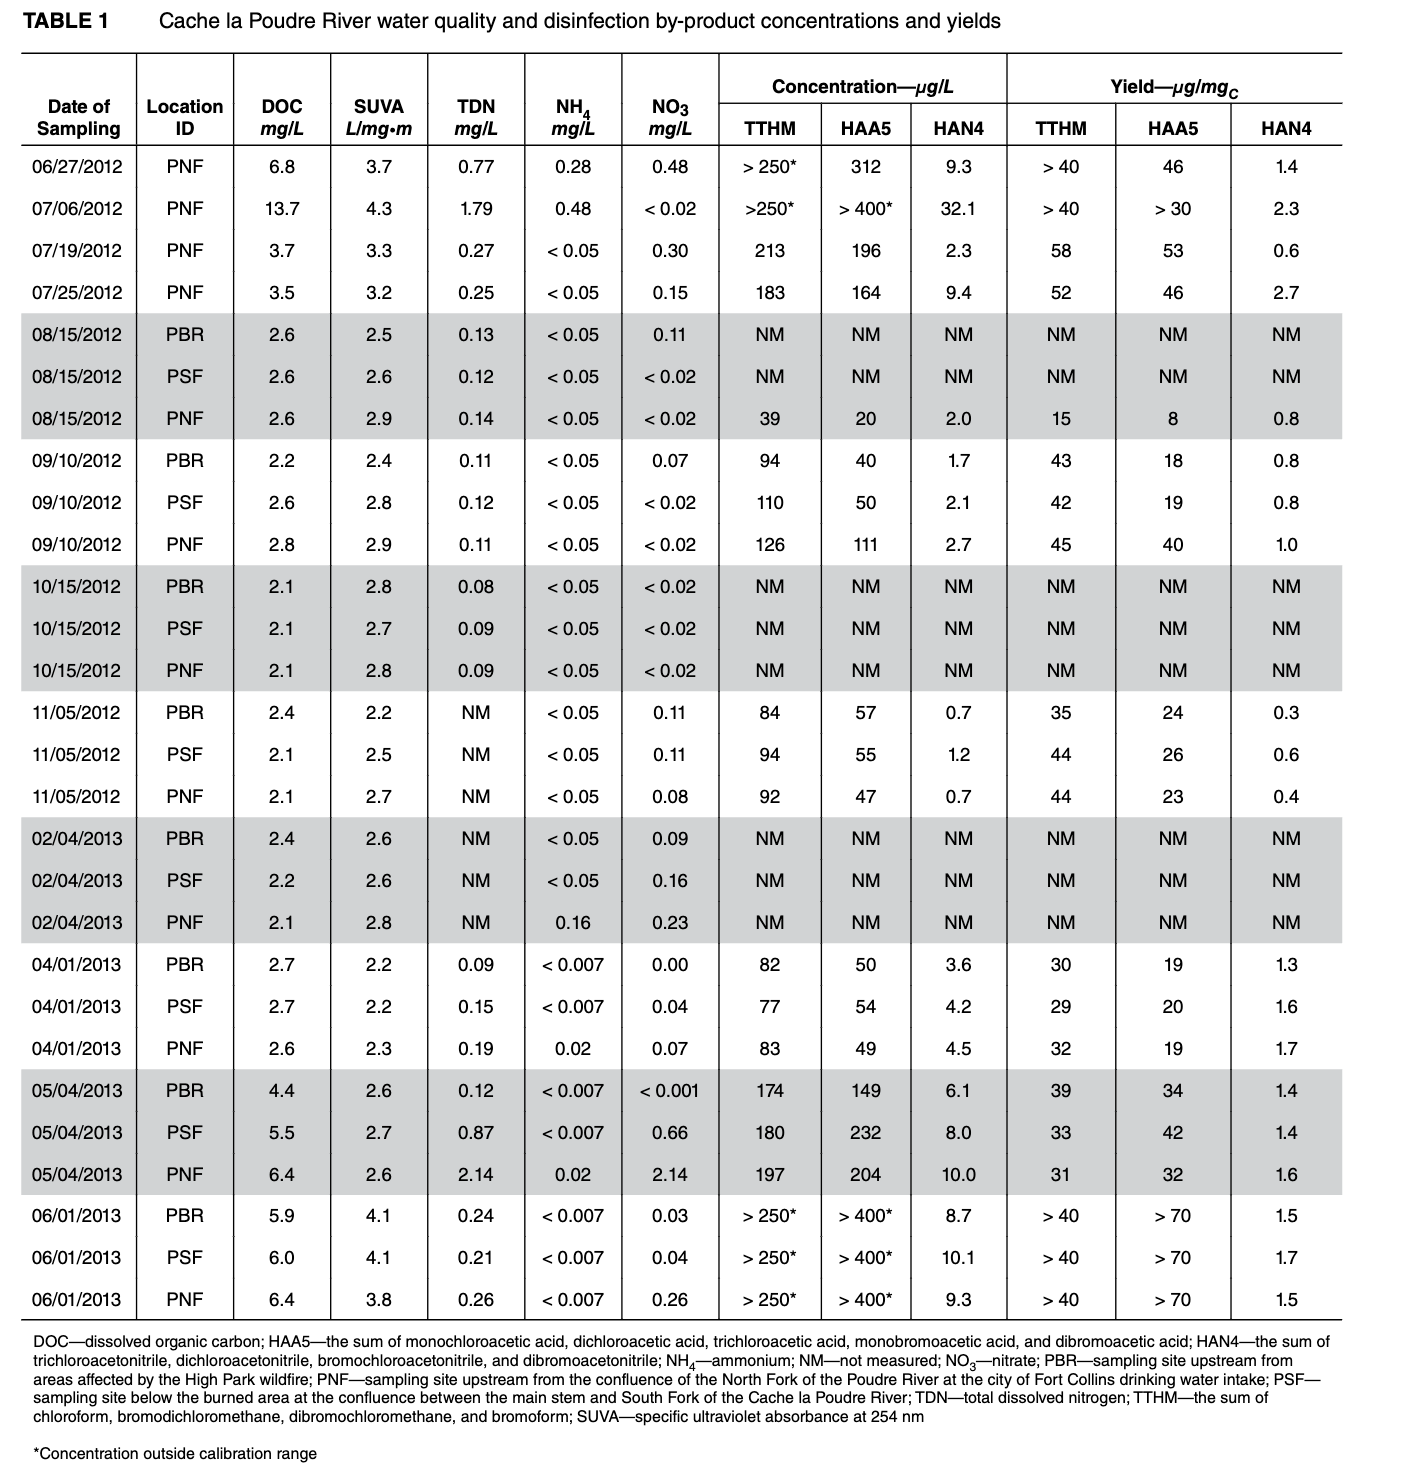 TABLE 1 Cache la Poudre River water quality and disinfection by-product concentrations and yields
Concentration—µg/L Yield—µg/mgC
Date of Sampling Location ID DOC mg/L SUVA L/mg•m TDN mg/L NH4 mg/L NO3 mg/L TTHM HAA5 HAN4 TTHM HAA5 HAN4
06/27/2012 PNF 6.8 3.7 0.77 0.28 0.48 > 250* 312 9.3 > 40 46 1.4
07/06/2012 PNF 13.7 4.3 1.79 0.48 < 0.02 >250* > 400* 32.1 > 40 > 30 2.3
07/19/2012 PNF 3.7 3.3 0.27 < 0.05 0.30 213 196 2.3 58 53 0.6
07/25/2012 PNF 3.5 3.2 0.25 < 0.05 0.15 183 164 9.4 52 46 2.7
08/15/2012 PBR 2.6 2.5 0.13 < 0.05 0.11 NM NM NM NM NM NM
08/15/2012 PSF 2.6 2.6 0.12 < 0.05 < 0.02 NM NM NM NM NM NM
08/15/2012 PNF 2.6 2.9 0.14 < 0.05 < 0.02 39 20 2.0 15 8 0.8
09/10/2012 PBR 2.2 2.4 0.11 < 0.05 0.07 94 40 1.7 43 18 0.8
09/10/2012 PSF 2.6 2.8 0.12 < 0.05 < 0.02 110 50 2.1 42 19 0.8
09/10/2012 PNF 2.8 2.9 0.11 < 0.05 < 0.02 126 111 2.7 45 40 1.0
10/15/2012 PBR 2.1 2.8 0.08 < 0.05 < 0.02 NM NM NM NM NM NM
10/15/2012 PSF 2.1 2.7 0.09 < 0.05 < 0.02 NM NM NM NM NM NM
10/15/2012 PNF 2.1 2.8 0.09 < 0.05 < 0.02 NM NM NM NM NM NM
11/05/2012 PBR 2.4 2.2 NM < 0.05 0.11 84 57 0.7 35 24 0.3
11/05/2012 PSF 2.1 2.5 NM < 0.05 0.11 94 55 1.2 44 26 0.6
11/05/2012 PNF 2.1 2.7 NM < 0.05 0.08 92 47 0.7 44 23 0.4
02/04/2013 PBR 2.4 2.6 NM < 0.05 0.09 NM NM NM NM NM NM
02/04/2013 PSF 2.2 2.6 NM < 0.05 0.16 NM NM NM NM NM NM
02/04/2013 PNF 2.1 2.8 NM 0.16 0.23 NM NM NM NM NM NM
04/01/2013 PBR 2.7 2.2 0.09 < 0.007 0.00 82 50 3.6 30 19 1.3
04/01/2013 PSF 2.7 2.2 0.15 < 0.007 0.04 77 54 4.2 29 20 1.6
04/01/2013 PNF 2.6 2.3 0.19 0.02 0.07 83 49 4.5 32 19 1.7
05/04/2013 PBR 4.4 2.6 0.12 < 0.007 < 0.001 174 149 6.1 39 34 1.4
05/04/2013 PSF 5.5 2.7 0.87 < 0.007 0.66 180 232 8.0 33 42 1.4
05/04/2013 PNF 6.4 2.6 2.14 0.02 2.14 197 204 10.0 31 32 1.6
06/01/2013 PBR 5.9 4.1 0.24 < 0.007 0.03 > 250* > 400* 8.7 > 40 > 70 1.5
06/01/2013 PSF 6.0 4.1 0.21 < 0.007 0.04 > 250* > 400* 10.1 > 40 > 70 1.7
06/01/2013 PNF 6.4 3.8 0.26 < 0.007 0.26 > 250* > 400* 9.3 > 40 > 70 1.5
DOC—dissolved organic carbon; HAA5—the sum of monochloroacetic acid, dichloroacetic acid, trichloroacetic acid, monobromoacetic acid, and dibromoacetic acid; HAN4—the sum of
trichloroacetonitrile, dichloroacetonitrile, bromochloroacetonitrile, and dibromoacetonitrile; NH4—ammonium; NM—not measured; NO3—nitrate; PBR—sampling site upstream from
areas affected by the High Park wildfire; PNF—sampling site upstream from the confluence of the North Fork of the Poudre River at the city of Fort Collins drinking water intake; PSF—
sampling site below the burned area at the confluence between the main stem and South Fork of the Cache la Poudre River; TDN—total dissolved nitrogen; TTHM—the sum of
chloroform, bromodichloromethane, dibromochloromethane, and bromoform; SUVA—specific ultraviolet absorbance at 254 nm
*Concentration outside calibration range